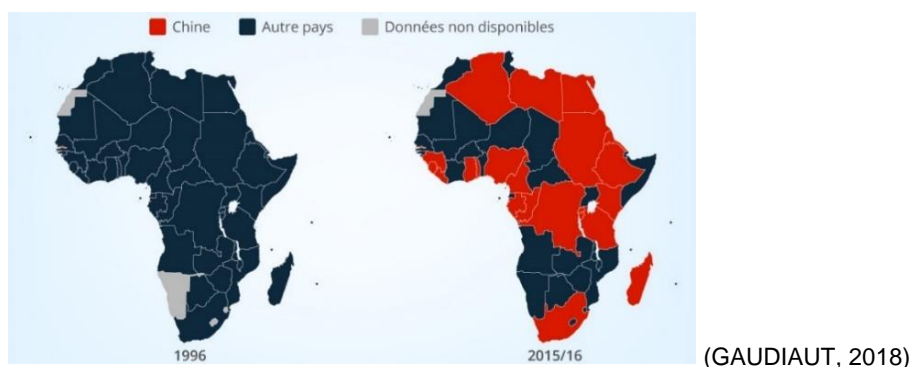 Chine Autre pays Données non disponibles
1996 2015/16 (GAUDIAUT, 2018)